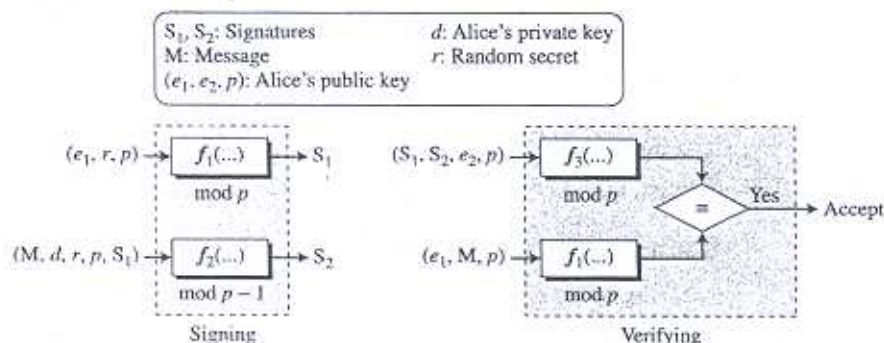 S₁, S₂: Signatures d: Alice's private key
M: Message r: Random secret
(e₁, e₂, p): Alice's public key
(e₁, r, p) f₁(...) S₁
mod p
(M, d, r, p, S₁) f₂(...) S₂
mod p − 1
Signing
(S₁, S₂, e₂, p) f₃(...)
mod p
= Yes Accept
(e₁, M, p) f₁(...)
mod p
Verifying